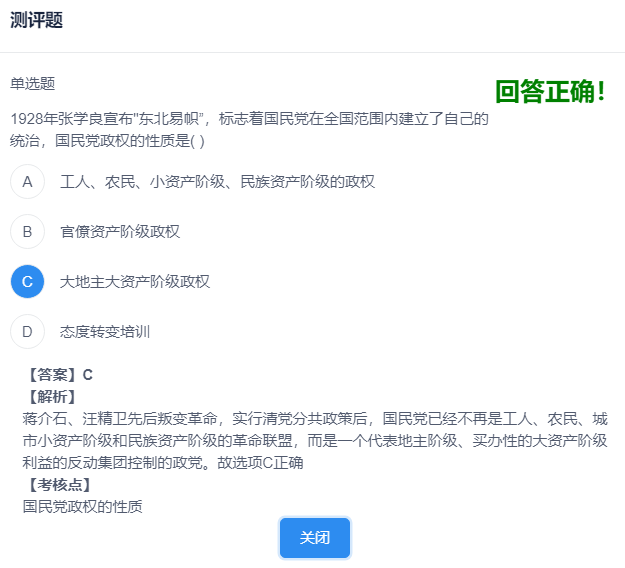 测评题
单选题
回答正确！
1928年张学良宣布"东北易帜”，标志着国民党在全国范围内建立了自己的
统治，国民党政权的性质是( )
A 工人、农民、小资产阶级、民族资产阶级的政权
B 官僚资产阶级政权
C 大地主大资产阶级政权
D 态度转变培训
【答案】C
【解析】
蒋介石、汪精卫先后叛变革命，实行清党分共政策后，国民党已经不再是工人、农民、城
市小资产阶级和民族资产阶级的革命联盟，而是一个代表地主阶级、买办性的大资产阶级
利益的反动集团控制的政党。故选项C正确
【考核点】
国民党政权的性质
关闭